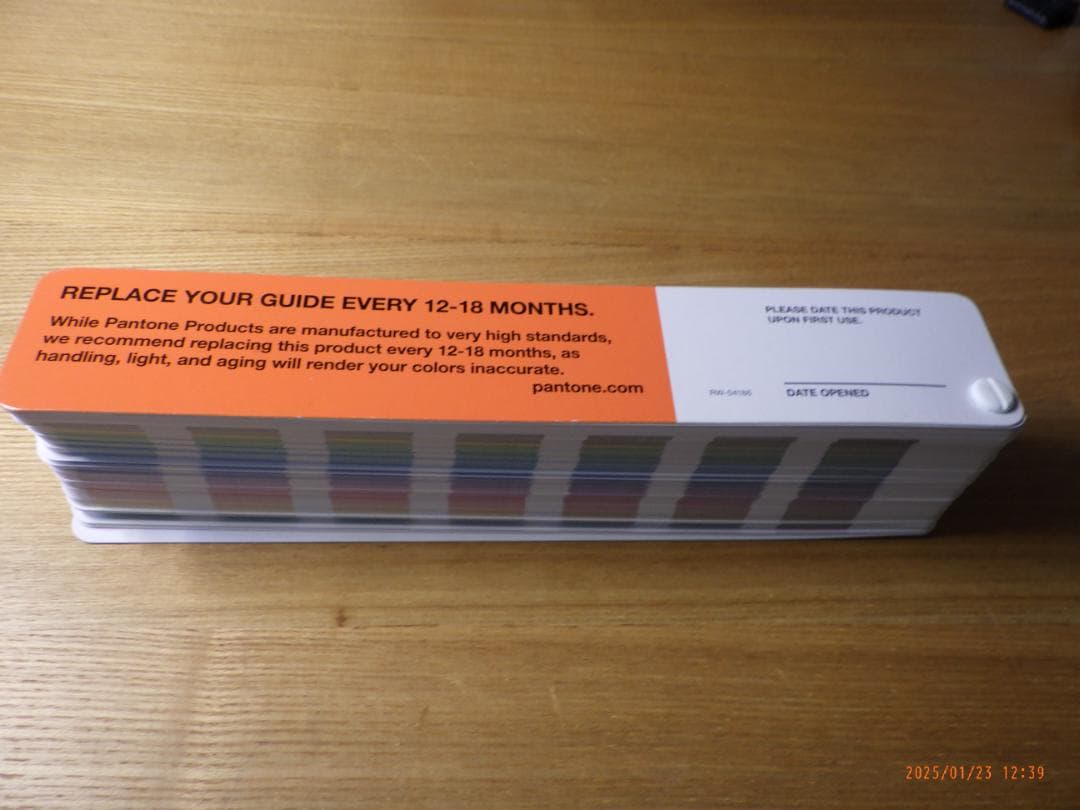 REPLACE YOUR GUIDE EVERY 12-18 MONTHS.
While Pantone Products are manufactured to very high standards,
we recommend replacing this product every 12-18 months, as
handling, light, and aging will render your colors inaccurate.
pantone.com
PLEASE DATE THIS PRODUCT
UPON FIRST USE.
DATE OPENED
2025/01/23 12:39